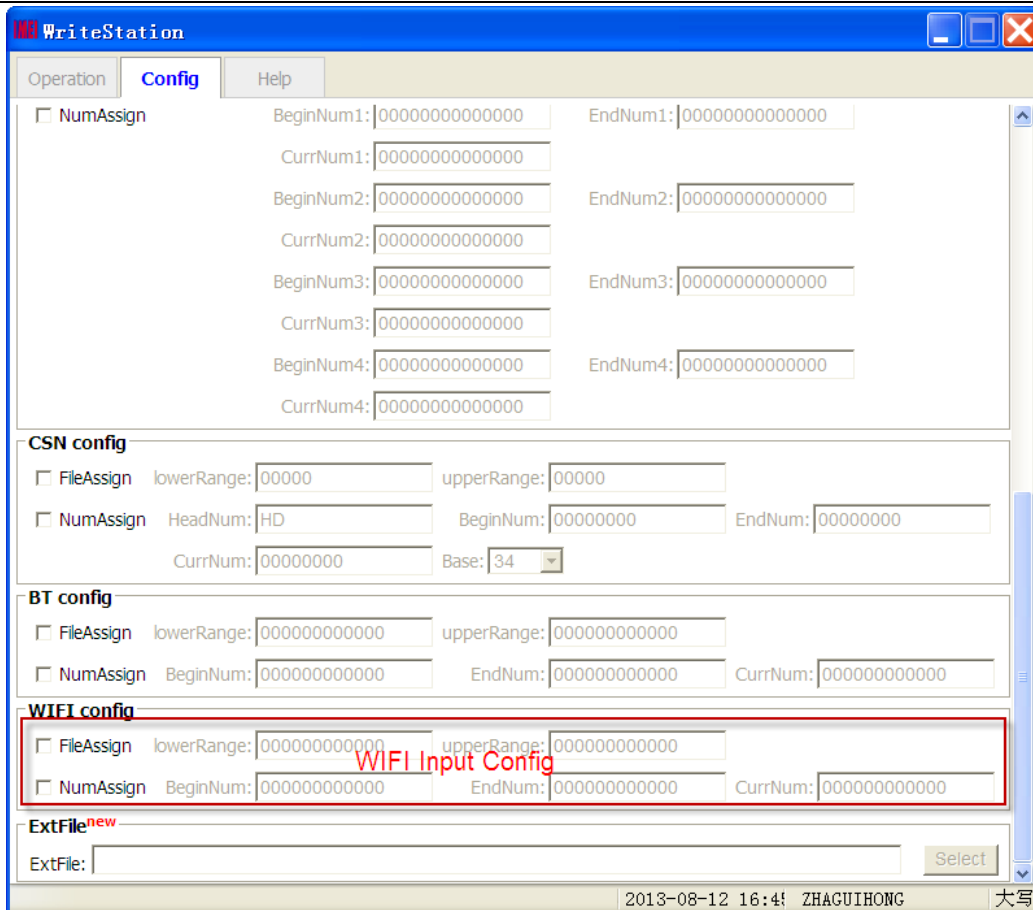 WriteStation
Operation Config Help
NumAssign BeginNum1: 00000000000000 EndNum1: 00000000000000
CurrNum1: 00000000000000
BeginNum2: 00000000000000 EndNum2: 00000000000000
CurrNum2: 00000000000000
BeginNum3: 00000000000000 EndNum3: 00000000000000
CurrNum3: 00000000000000
BeginNum4: 00000000000000 EndNum4: 00000000000000
CurrNum4: 00000000000000
CSN config
FileAssign lowerRange: 00000 upperRange: 00000
NumAssign HeadNum: HD BeginNum: 00000000 EndNum: 00000000
CurrNum: 00000000 Base: 34
BT config
FileAssign lowerRange: 000000000000 upperRange: 000000000000
NumAssign BeginNum: 000000000000 EndNum: 000000000000 CurrNum: 000000000000
WIFI config
FileAssign lowerRange: 000000000000 upperRange: 000000000000
WIFI Input Config
NumAssign BeginNum: 000000000000 EndNum: 000000000000 CurrNum: 000000000000
ExtFile new
ExtFile: Select
2013-08-12 16:4 ZHAGUIHONG 大写